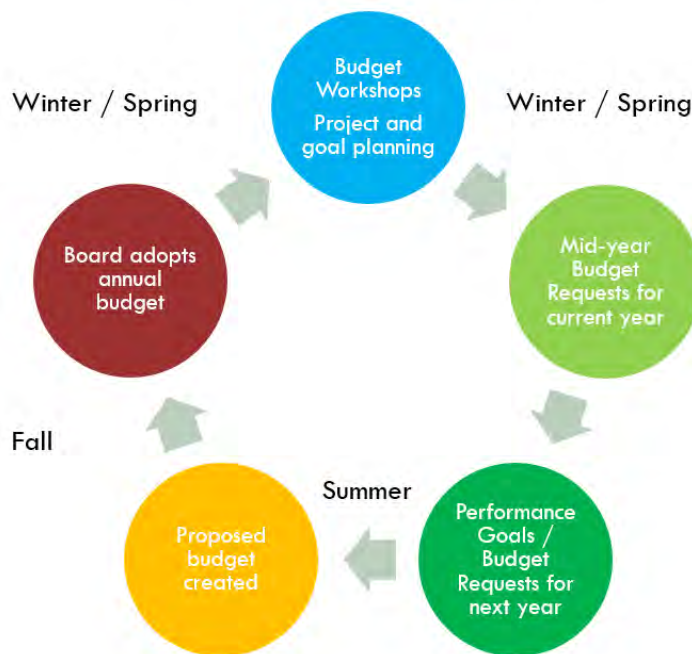 Budget
Workshops
Project and
goal planning
Winter / Spring
Winter / Spring
Board adopts
annual
budget
Mid-year
Budget
Requests for
current year
Fall
Summer
Proposed
budget
created
Performance
Goals /
Budget
Requests for
next year